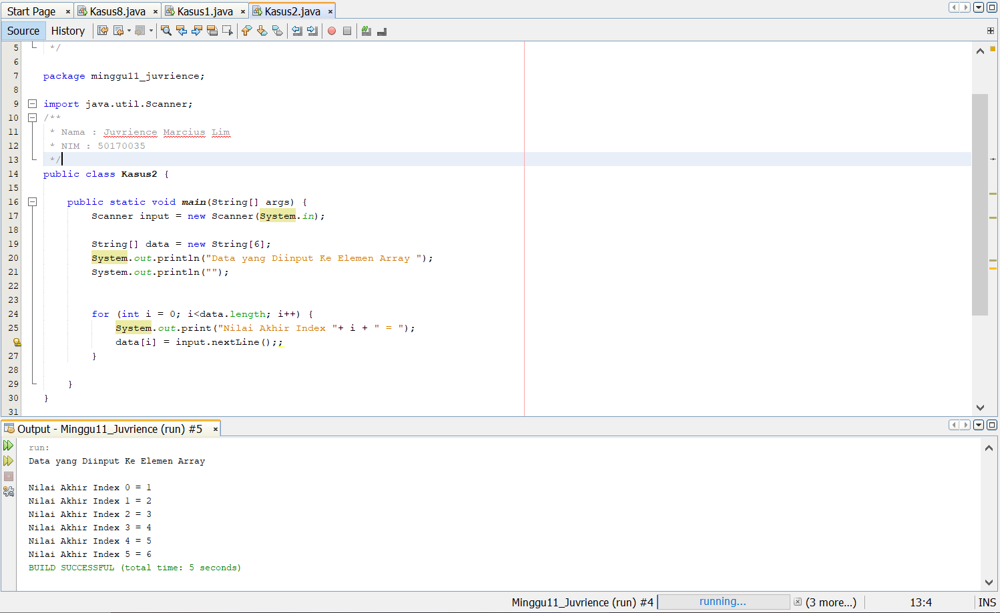 Start Page × Kasus8.java × Kasus1.java × Kasus2.java ×
Source History
5 */
6
7 package minggu11_juvrience;
8
9 import java.util.Scanner;
10 /**
11 * Nama : Juvrience Marcius Lim
12 * NIM : 50170035
13 */
14 public class Kasus2 {
15
16 public static void main(String[] args) {
17 Scanner input = new Scanner(System.in);
18
19 String[] data = new String[6];
20 System.out.println("Data yang Diinput Ke Elemen Array ");
21 System.out.println("");
22
23
24 for (int i = 0; i<data.length; i++) {
25 System.out.print("Nilai Akhir Index "+ i + " = ");
data[i] = input.nextLine();;
27 }
28
29 }
30 }
31
Output - Minggu11_Juvrience (run) #5 ×
run:
Data yang Diinput Ke Elemen Array
Nilai Akhir Index 0 = 1
Nilai Akhir Index 1 = 2
Nilai Akhir Index 2 = 3
Nilai Akhir Index 3 = 4
Nilai Akhir Index 4 = 5
Nilai Akhir Index 5 = 6
BUILD SUCCESSFUL (total time: 5 seconds)
Minggu11_Juvrience (run) #4 running... (3 more...) 13:4 INS